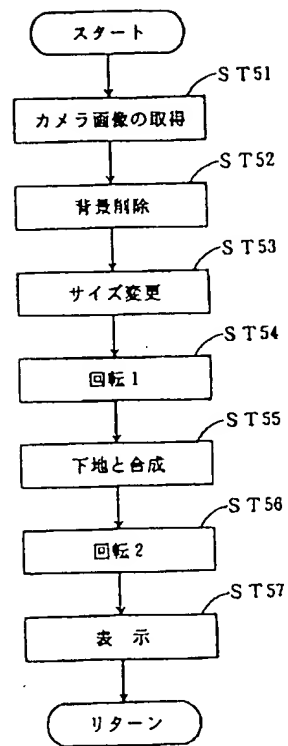 スタート
ST51
カメラ画像の取得
ST52
背景削除
ST53
サイズ変更
ST54
回転1
ST55
下地と合成
ST56
回転2
ST57
表示
リターン